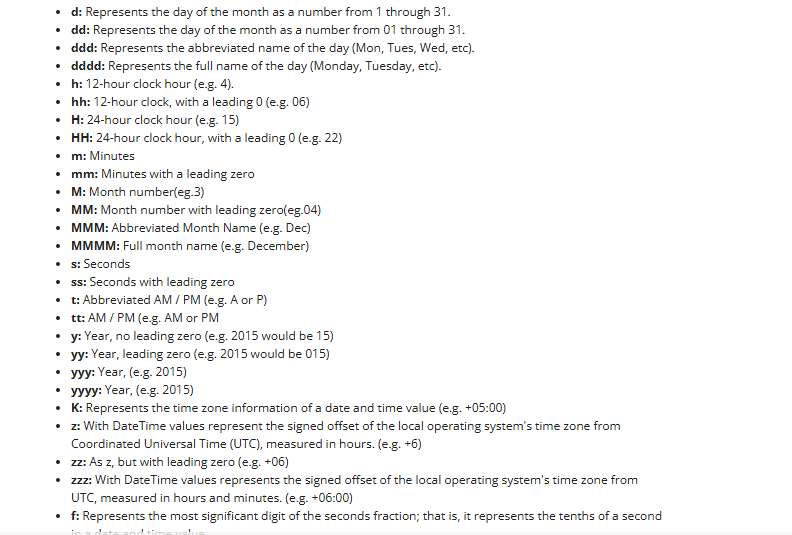 • d: Represents the day of the month as a number from 1 through 31.
• dd: Represents the day of the month as a number from 01 through 31.
• ddd: Represents the abbreviated name of the day (Mon, Tues, Wed, etc).
• dddd: Represents the full name of the day (Monday, Tuesday, etc).
• h: 12-hour clock hour (e.g. 4).
• hh: 12-hour clock, with a leading 0 (e.g. 06)
• H: 24-hour clock hour (e.g. 15)
• HH: 24-hour clock hour, with a leading 0 (e.g. 22)
• m: Minutes
• mm: Minutes with a leading zero
• M: Month number(eg.3)
• MM: Month number with leading zero(eg.04)
• MMM: Abbreviated Month Name (e.g. Dec)
• MMMM: Full month name (e.g. December)
• s: Seconds
• ss: Seconds with leading zero
• t: Abbreviated AM / PM (e.g. A or P)
• tt: AM / PM (e.g. AM or PM
• y: Year, no leading zero (e.g. 2015 would be 15)
• yy: Year, leading zero (e.g. 2015 would be 015)
• yyy: Year, (e.g. 2015)
• yyyy: Year, (e.g. 2015)
• K: Represents the time zone information of a date and time value (e.g. +05:00)
• z: With DateTime values represent the signed offset of the local operating system's time zone from
Coordinated Universal Time (UTC), measured in hours. (e.g. +6)
• zz: As z, but with leading zero (e.g. +06)
• zzz: With DateTime values represents the signed offset of the local operating system's time zone from
UTC, measured in hours and minutes. (e.g. +06:00)
• f: Represents the most significant digit of the seconds fraction; that is, it represents the tenths of a second
in a date and time value.